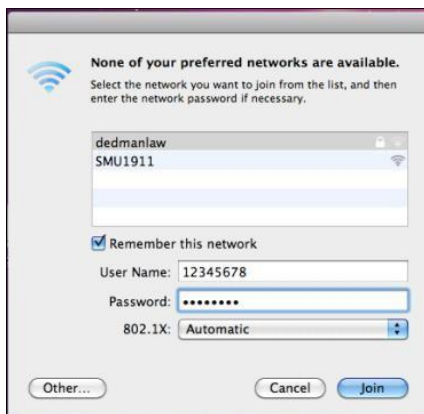 None of your preferred networks are available.
Select the network you want to join from the list, and then
enter the network password if necessary.
dedmanlaw
SMU1911
Remember this network
User Name: 12345678
Password: ••••••••
802.1X: Automatic
Other... Cancel Join